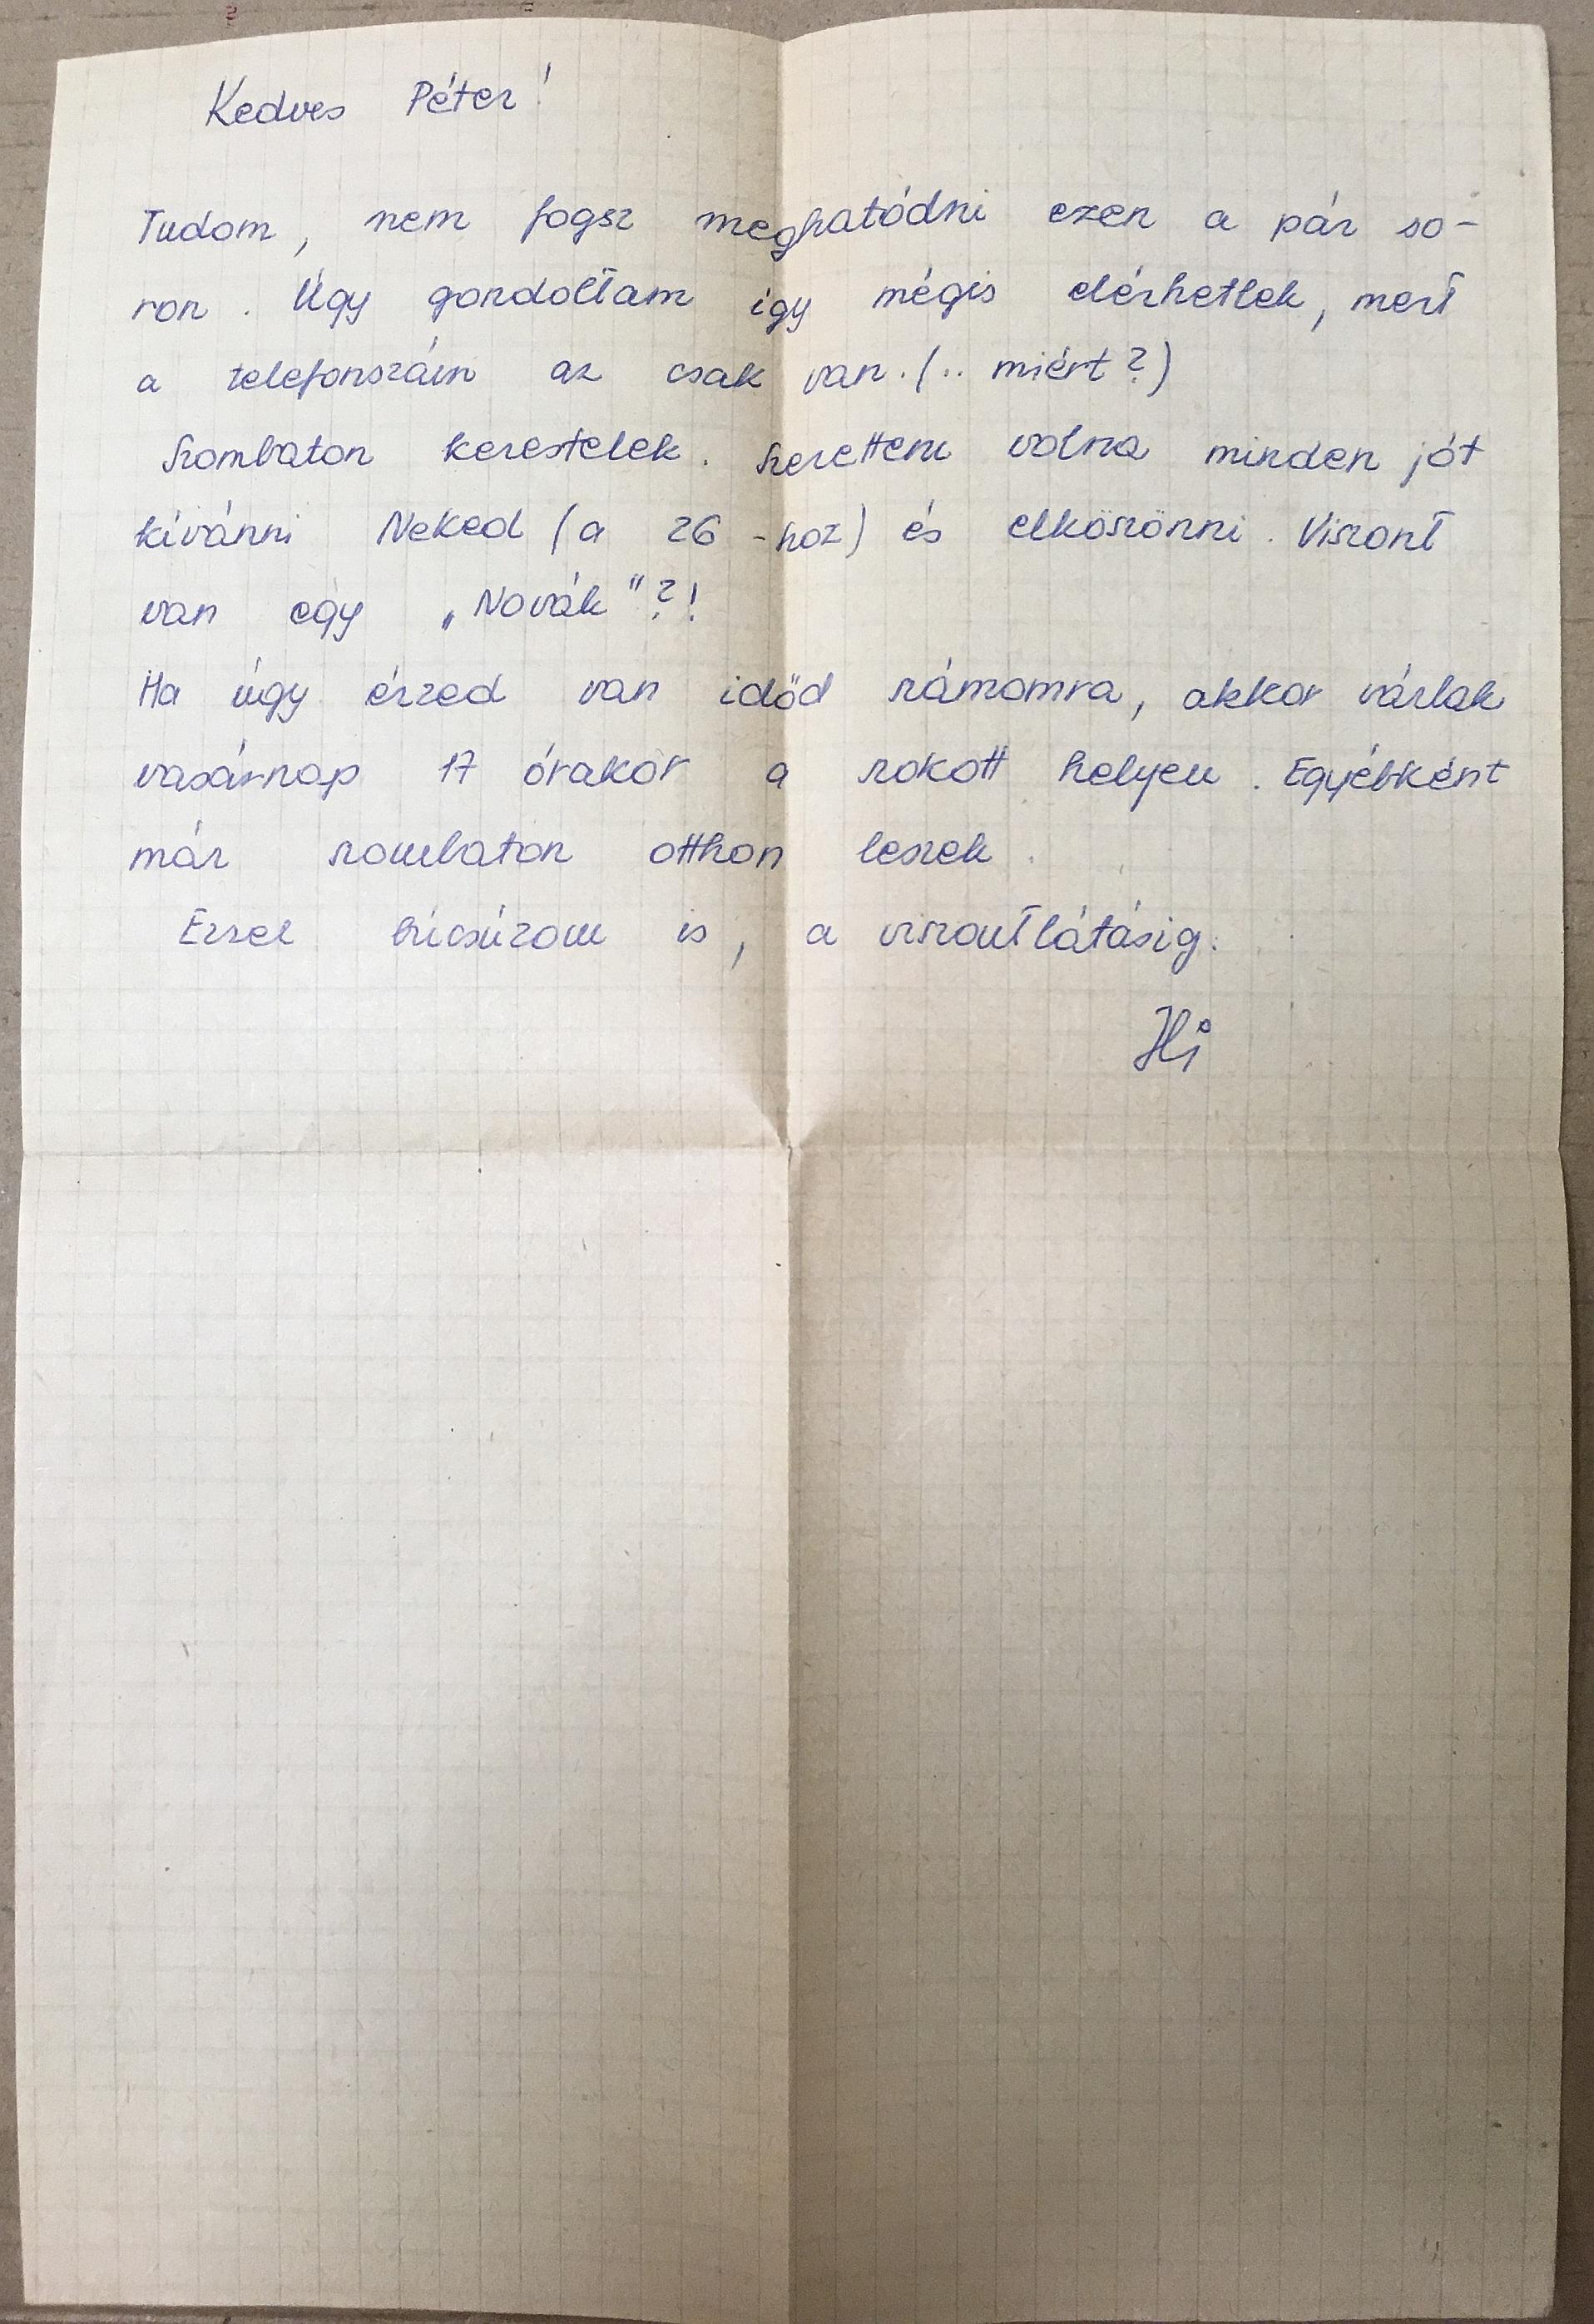 Kedves Péter!
Tudom, nem fogsz meghatódni ezen a pár so-
ron. Úgy gondoltam így mégis elérhetlek, mert
a telefonszám az csak van. (.. miért?)
Szombaton kerestelek. Szerettem volna minden jót
kívánni Neked (a 26-hoz) és elköszönni. Viszont
van egy „Novák"?!
Ha úgy érzed van időd számomra, akkor várlak
vasárnap 17 órakor a szokott helyen. Egyébként
már szombaton otthon leszek.
Ezzel búcsúzom is, a viszontlátásig.